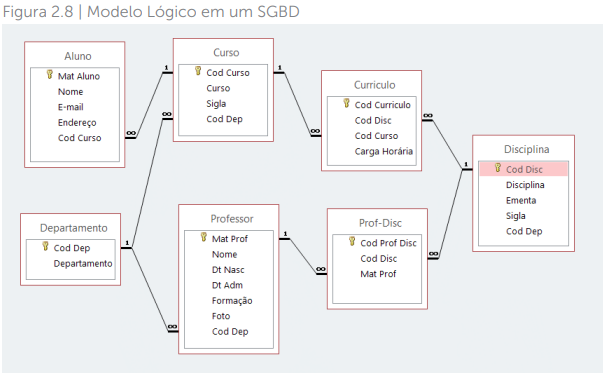 Figura 2.8 | Modelo Lógico em um SGBD
Aluno
Mat Aluno
Nome
E-mail
Endereço
Cod Curso
Curso
Cod Curso
Curso
Sigla
Cod Dep
Curriculo
Cod Curriculo
Cod Disc
Cod Curso
Carga Horária
Disciplina
Cod Disc
Disciplina
Ementa
Sigla
Cod Dep
Departamento
Cod Dep
Departamento
Professor
Mat Prof
Nome
Dt Nasc
Dt Adm
Formação
Foto
Cod Dep
Prof-Disc
Cod Prof Disc
Cod Disc
Mat Prof
1
∞
1
∞
1
∞
∞
1
∞
1
∞
1
∞